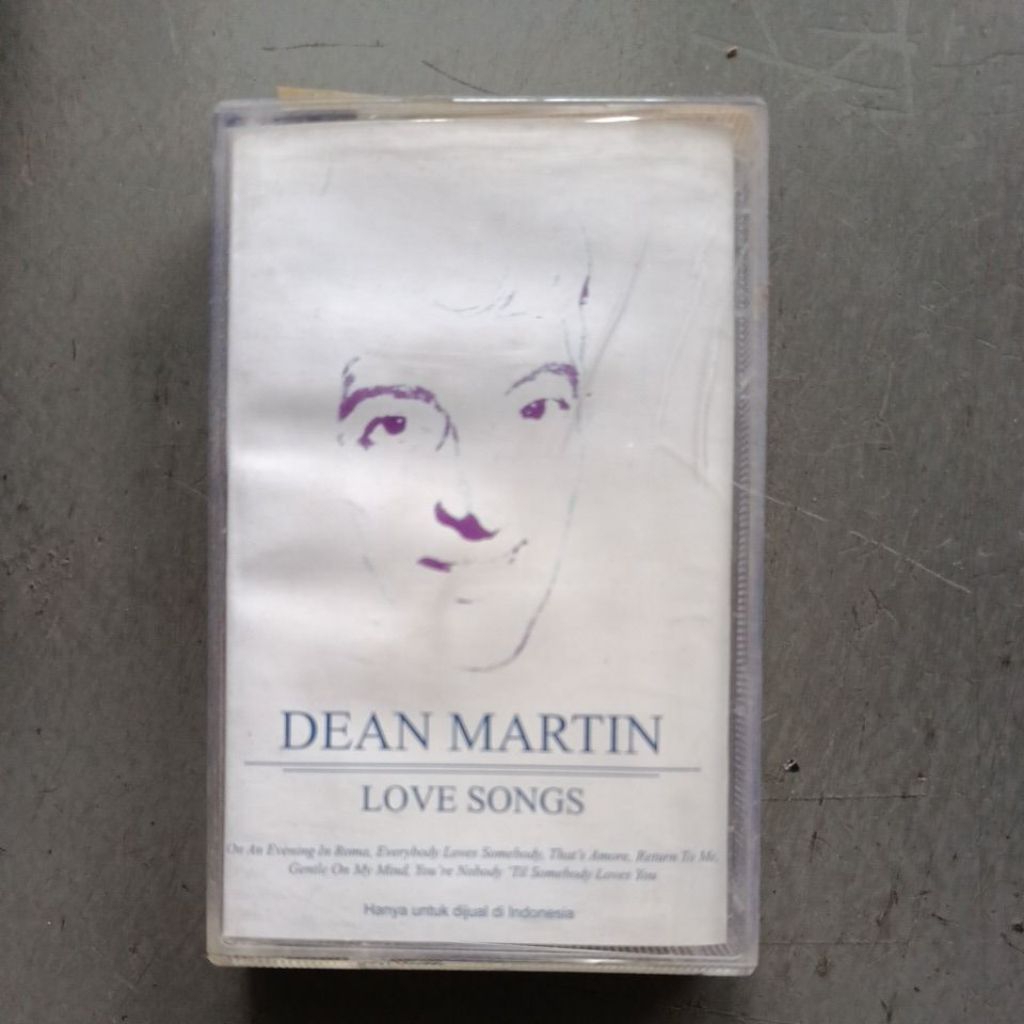 DEAN MARTIN
LOVE SONGS
On An Evening In Roma, Everybody Loves Somebody, That's Amore, Return To Me,
Gentle On My Mind, You're Nobody 'Til Somebody Loves You
Hanya untuk dijual di Indonesia